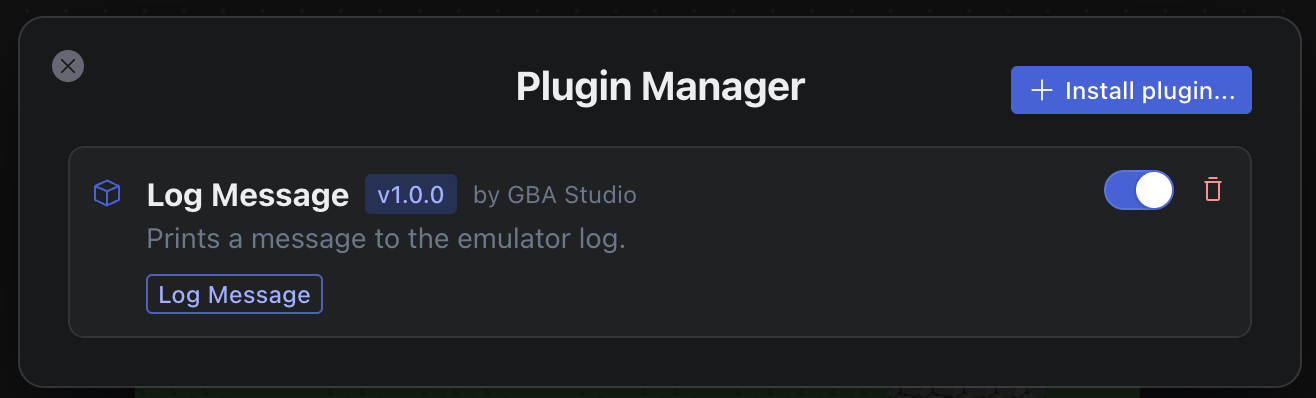 Plugin Manager
Install plugin...
Log Message v1.0.0 by GBA Studio
Prints a message to the emulator log.
Log Message